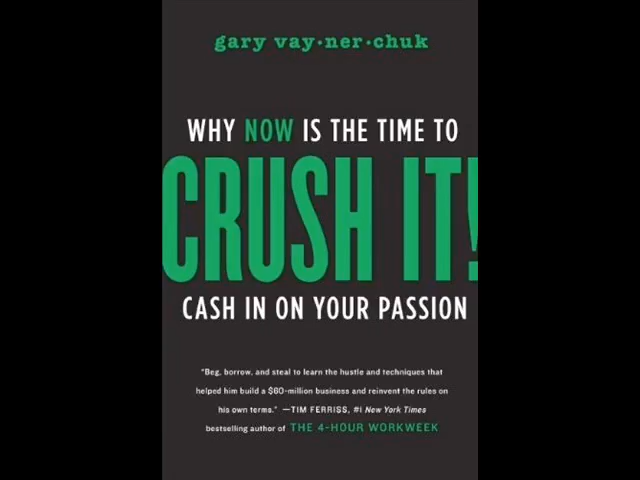 gary vay•ner•chuk
WHY NOW IS THE TIME TO
CRUSH IT!
CASH IN ON YOUR PASSION
"Beg, borrow, and steal to learn the hustle and techniques that
helped him build a $60-million business and reinvent the rules on
his own terms." —TIM FERRISS, #1 New York Times
bestselling author of THE 4-HOUR WORKWEEK